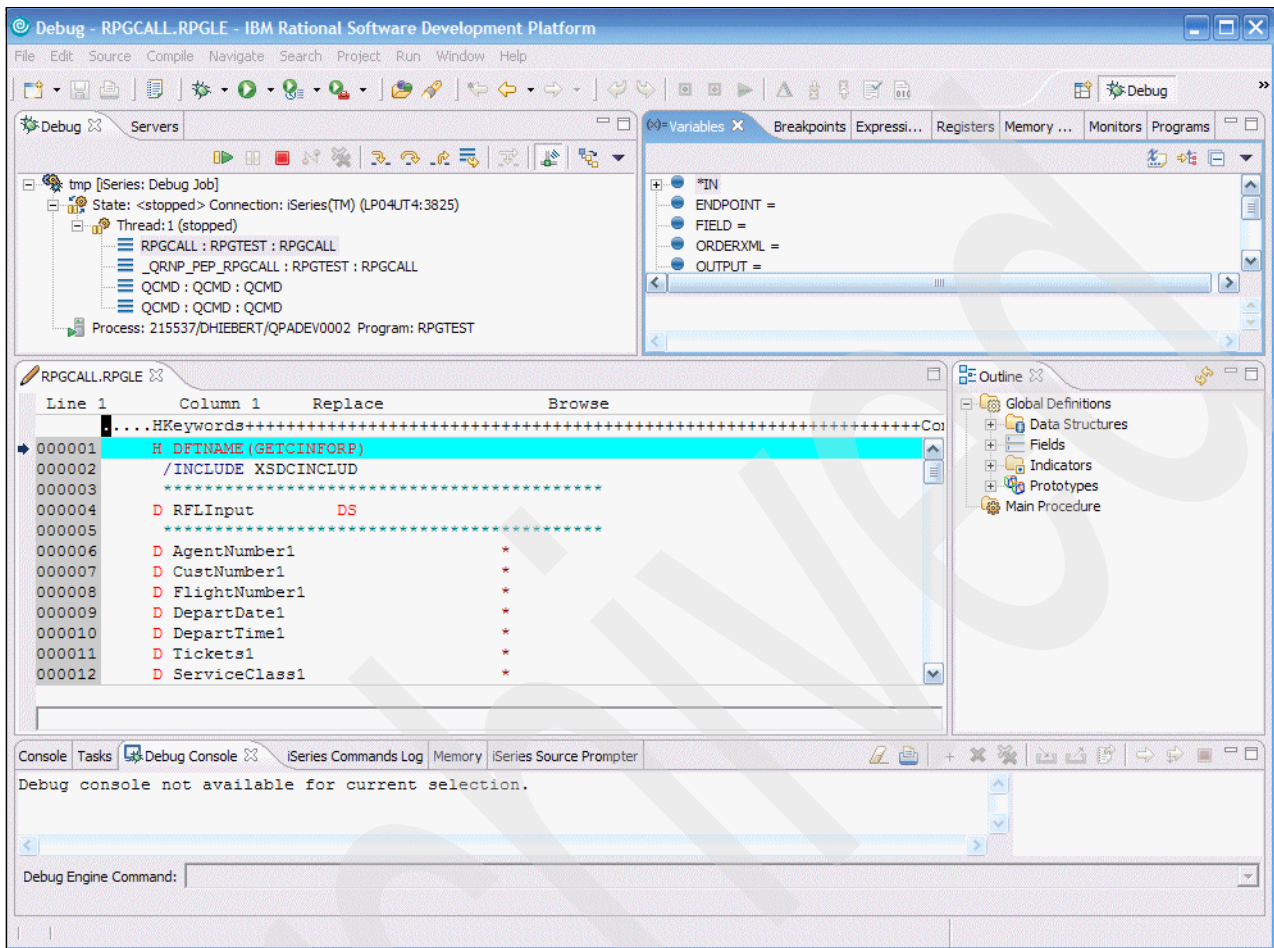 Debug - RPGCALL.RPGLE - IBM Rational Software Development Platform
File Edit Source Compile Navigate Search Project Run Window Help
Debug
Debug Servers
tmp [iSeries: Debug Job]
State: <stopped> Connection: iSeries(TM) (LP04UT4:3825)
Thread:1 (stopped)
RPGCALL : RPGTEST : RPGCALL
_QRNP_PEP_RPGCALL : RPGTEST : RPGCALL
QCMD : QCMD : QCMD
QCMD : QCMD : QCMD
Process: 215537/DHIEBERT/QPADEV0002 Program: RPGTEST
(x)= Variables Breakpoints Expressi... Registers Memory ... Monitors Programs
*IN
ENDPOINT =
FIELD =
ORDERXML =
OUTPUT =
RPGCALL.RPGLE
Line 1 Column 1 Replace Browse
.....HKeywords++++++++++++++++++++++++++++++++++++++++++++++++++++++++++++++++++Co
000001 H DFTNAME(GETCINFORP)
000002 /INCLUDE XSDCINCLUD
000003 *******************************************
000004 D RFLInput DS
000005 *******************************************
000006 D AgentNumber1 *
000007 D CustNumber1 *
000008 D FlightNumber1 *
000009 D DepartDate1 *
000010 D DepartTime1 *
000011 D Tickets1 *
000012 D ServiceClass1 *
Outline
Global Definitions
Data Structures
Fields
Indicators
Prototypes
Main Procedure
Console Tasks Debug Console iSeries Commands Log Memory iSeries Source Prompter
Debug console not available for current selection.
Debug Engine Command: